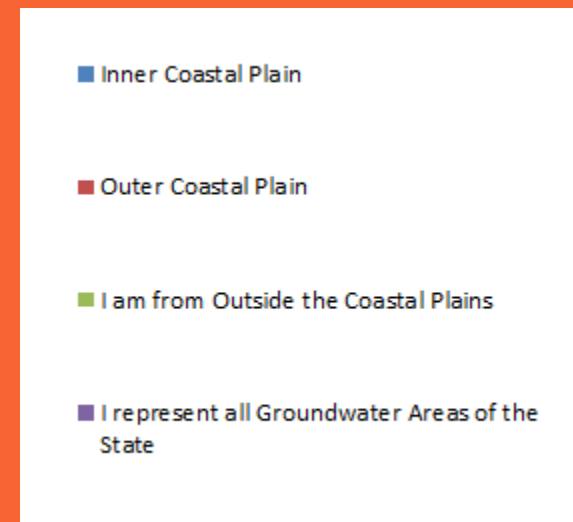 Inner Coastal Plain
Outer Coastal Plain
I am from Outside the Coastal Plains
I represent all Groundwater Areas of the
State